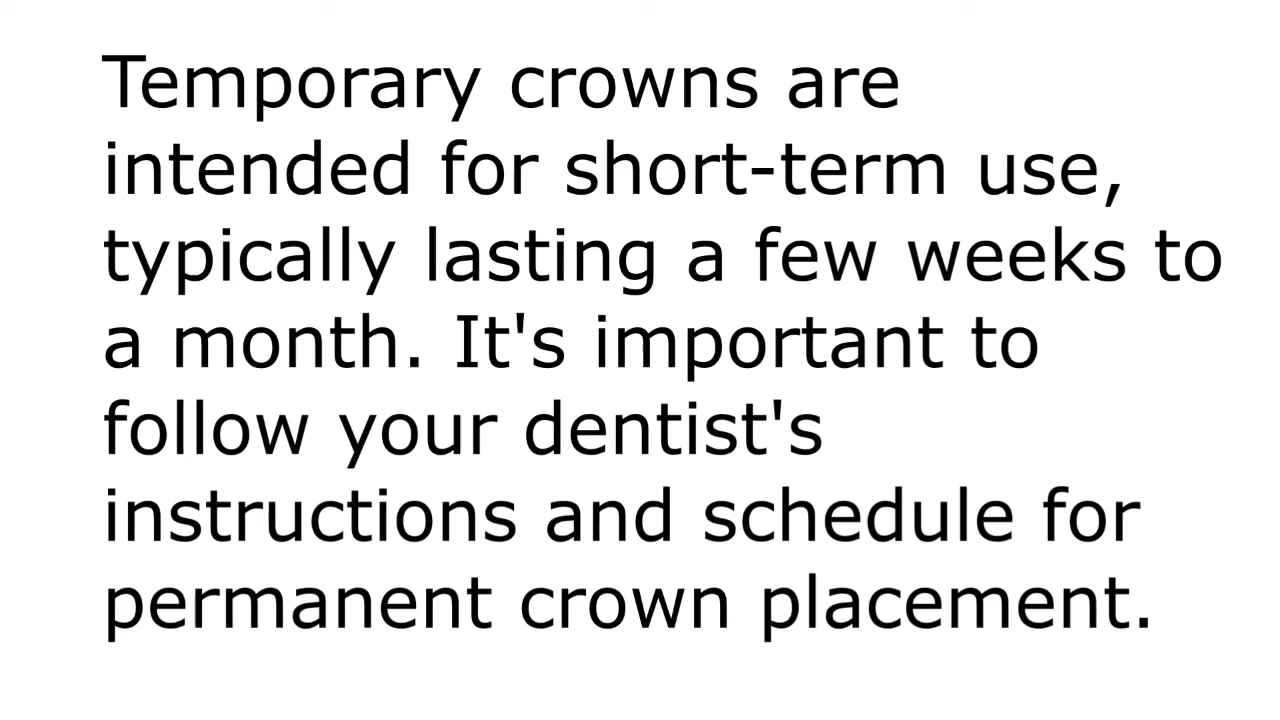 Temporary crowns are
intended for short-term use,
typically lasting a few weeks to
a month. It's important to
follow your dentist's
instructions and schedule for
permanent crown placement.